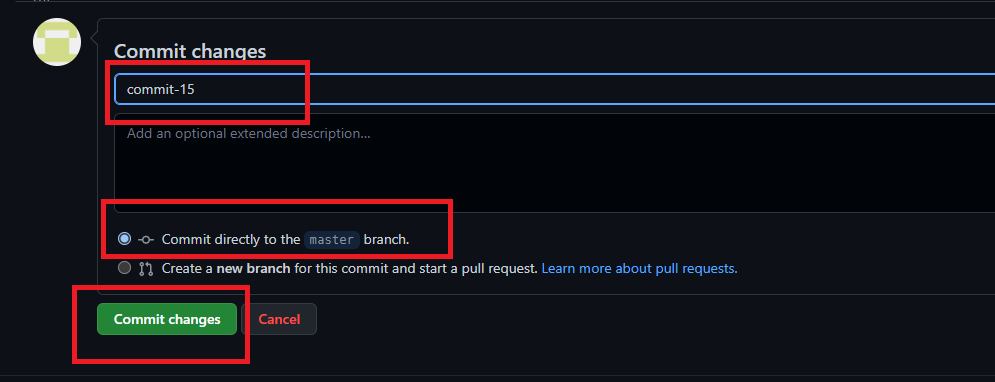 Commit changes
commit-15
Add an optional extended description...
Commit directly to the master branch.
Create a new branch for this commit and start a pull request. Learn more about pull requests.
Commit changes
Cancel